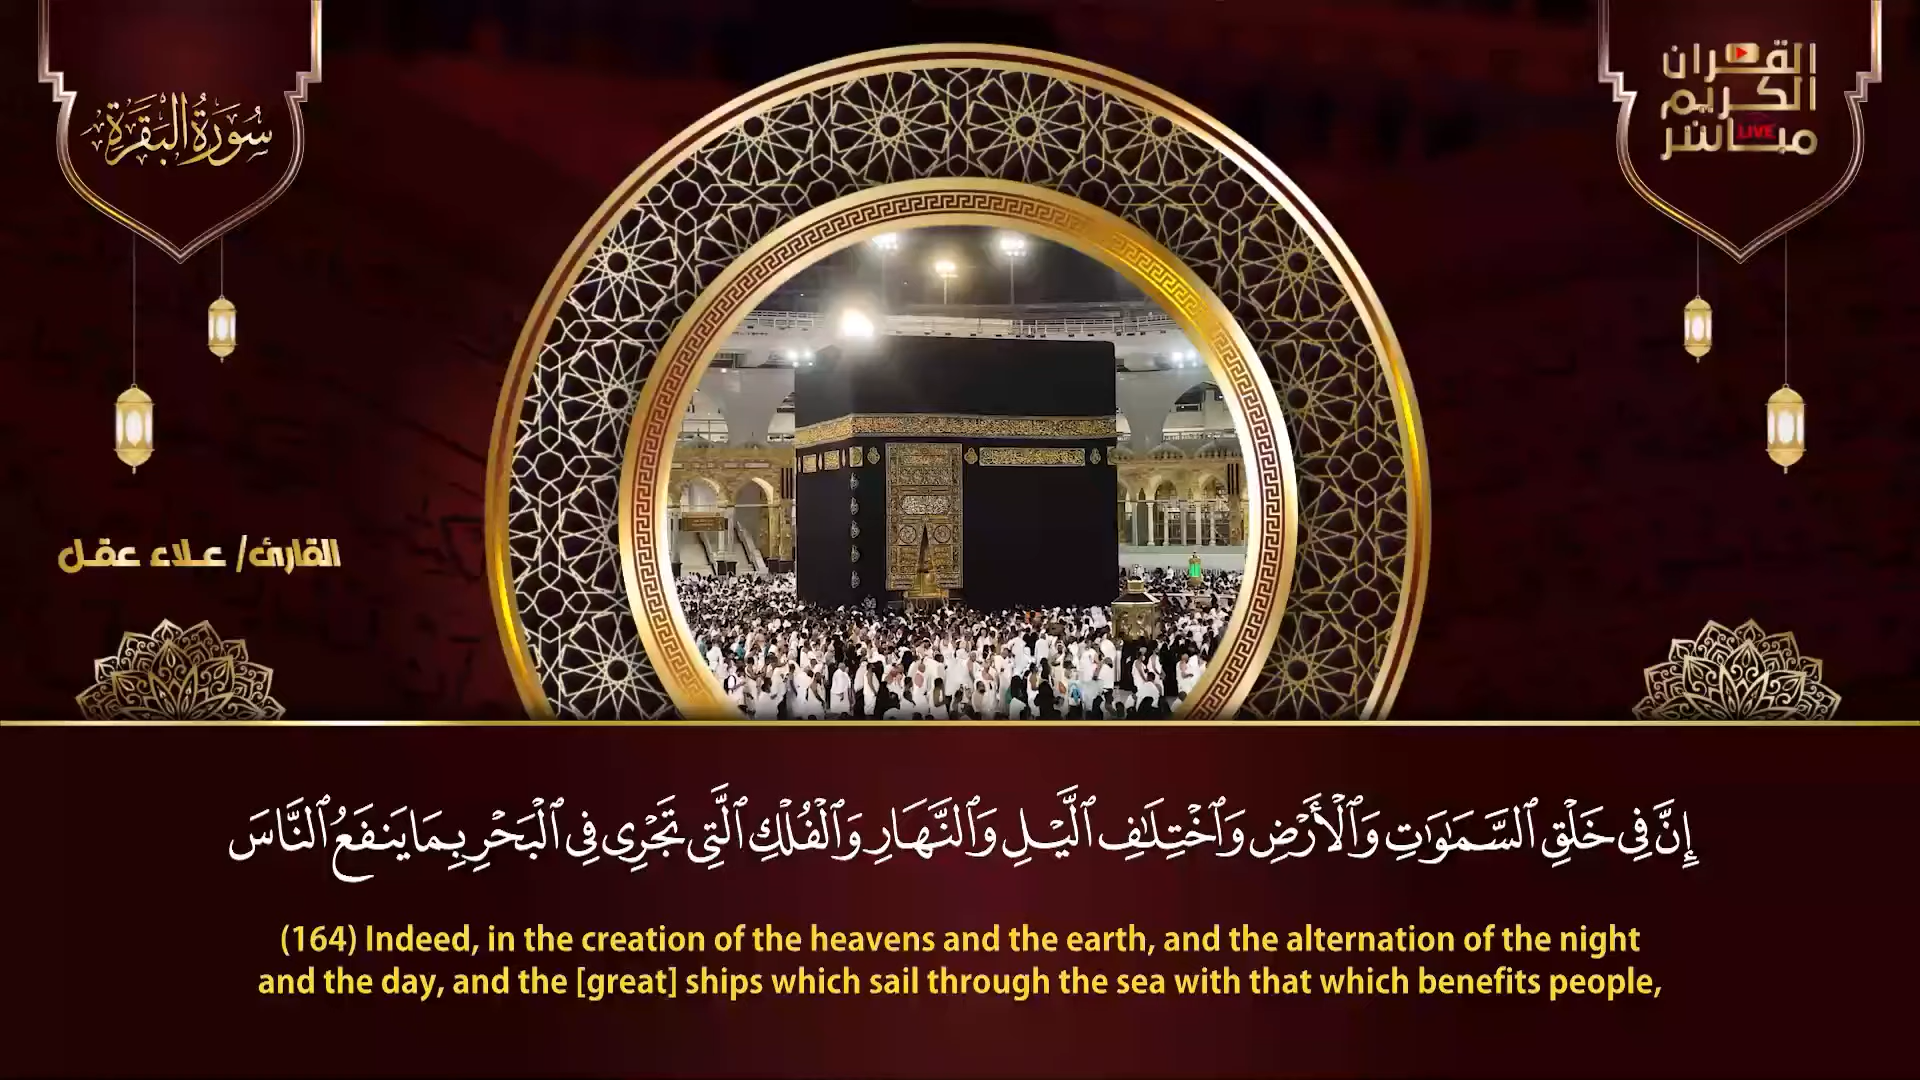 سُورَةُ البَقَرَةِ
القرآن
الكريم
مباشر
LIVE
القارئ/ علاء عقل
إِنَّ فِي خَلْقِ ٱلسَّمَٰوَٰتِ وَٱلْأَرْضِ وَٱخْتِلَٰفِ ٱلَّيْلِ وَٱلنَّهَارِ وَٱلْفُلْكِ ٱلَّتِي تَجْرِي فِي ٱلْبَحْرِ بِمَا يَنفَعُ ٱلنَّاسَ
(164) Indeed, in the creation of the heavens and the earth, and the alternation of the night
and the day, and the [great] ships which sail through the sea with that which benefits people,